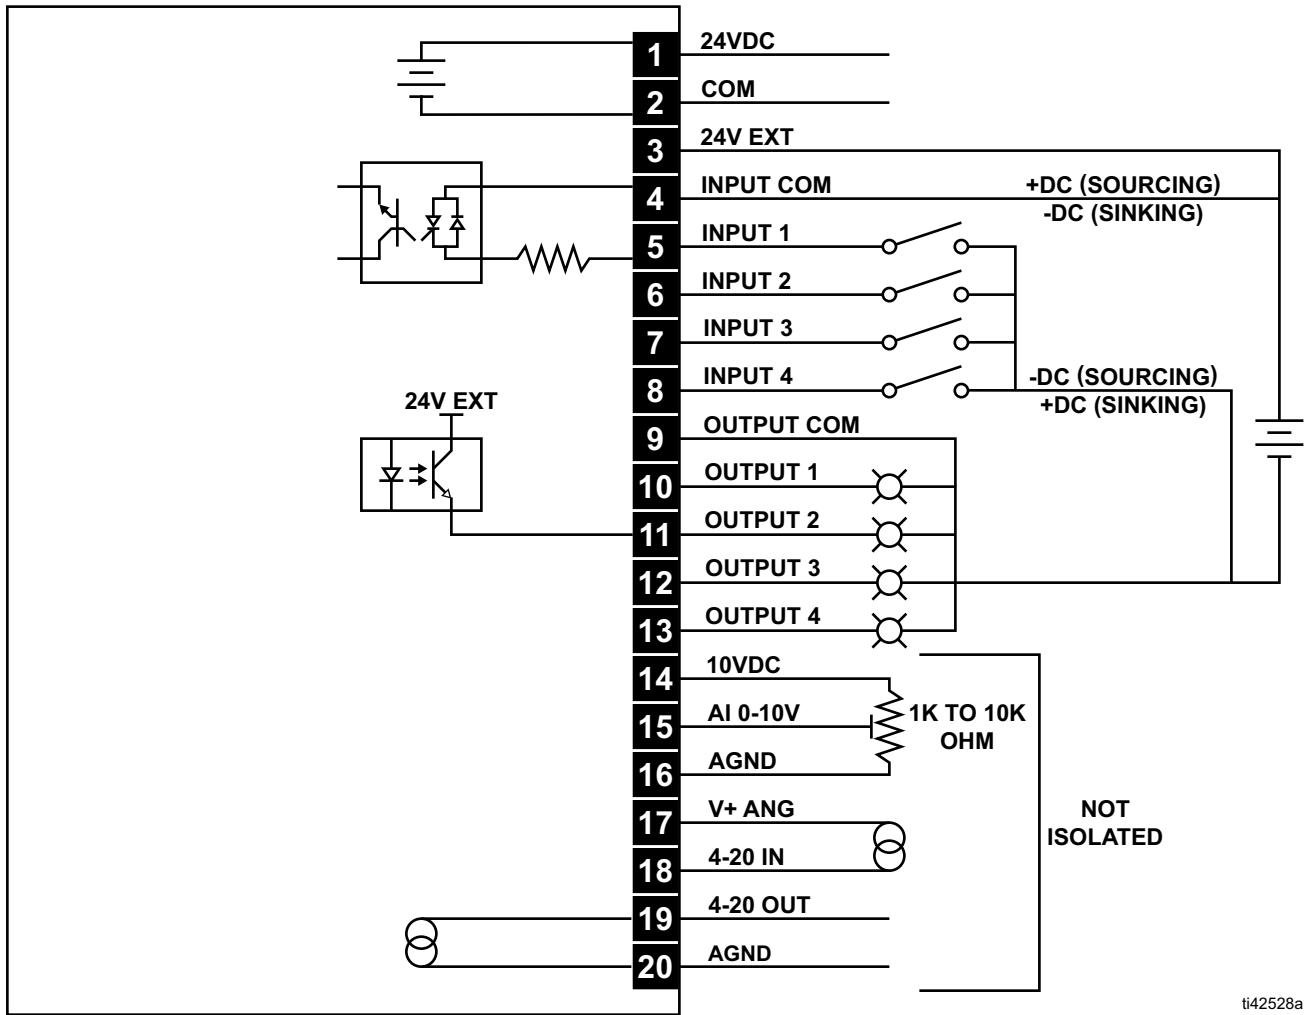 1 24VDC
2 COM
3 24V EXT
4 INPUT COM +DC (SOURCING)
-DC (SINKING)
5 INPUT 1
6 INPUT 2
7 INPUT 3
8 INPUT 4 -DC (SOURCING)
+DC (SINKING)
24V EXT
9 OUTPUT COM
10 OUTPUT 1
11 OUTPUT 2
12 OUTPUT 3
13 OUTPUT 4
14 10VDC
15 AI 0-10V
1K TO 10K
OHM
16 AGND
17 V+ ANG
NOT
ISOLATED
18 4-20 IN
19 4-20 OUT
20 AGND
ti42528a